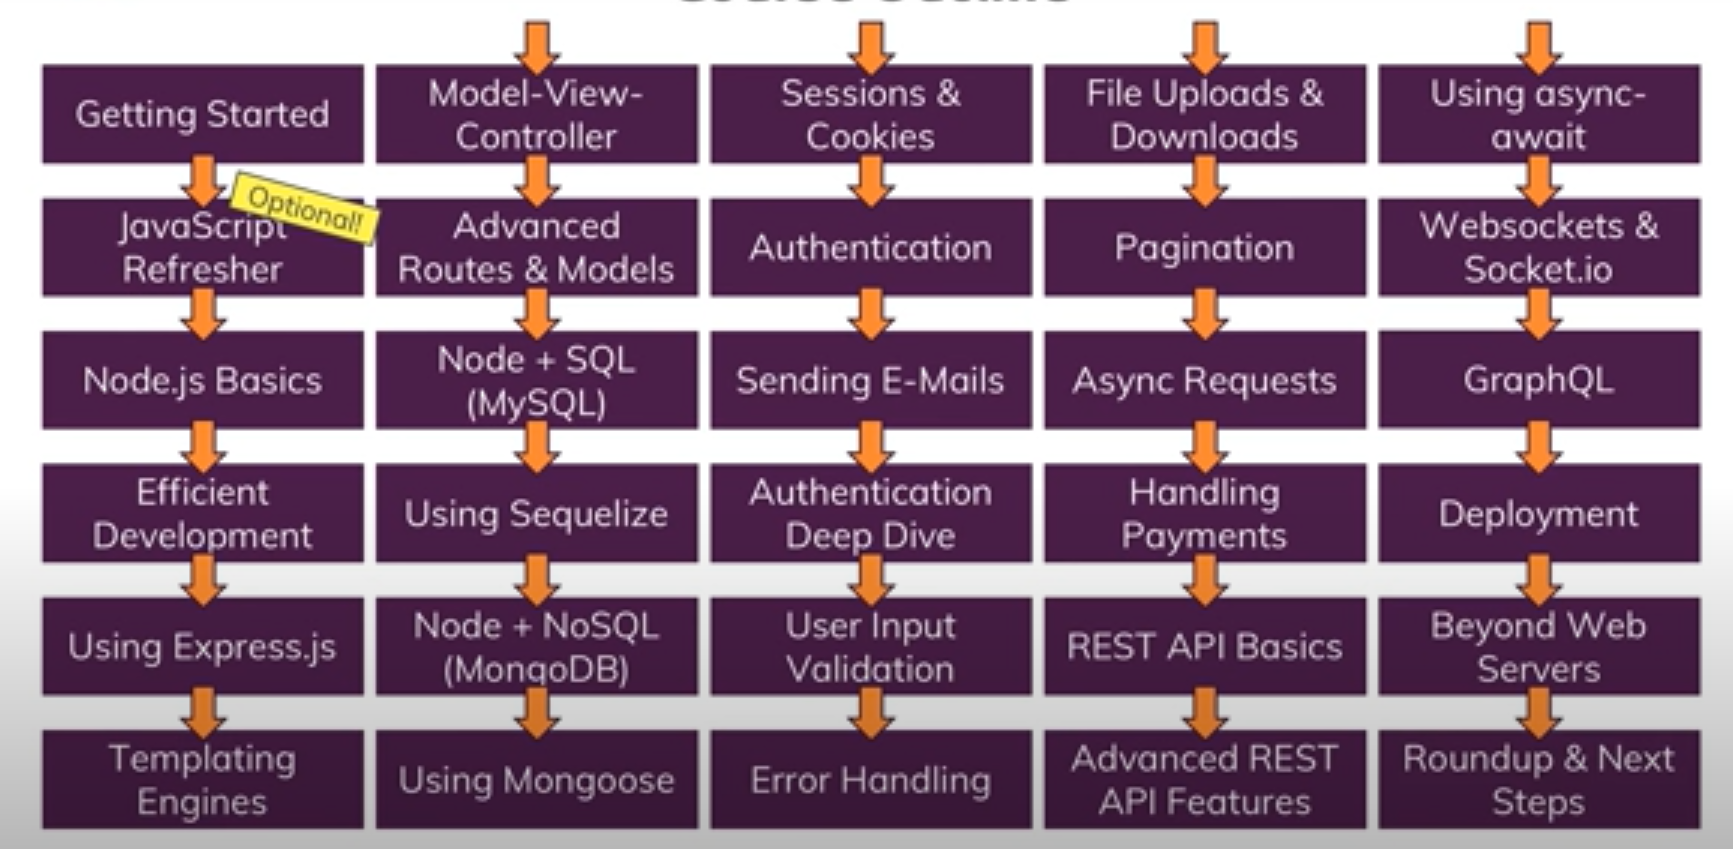 Getting Started
Optional!
JavaScript
Refresher
Node.js Basics
Efficient
Development
Using Express.js
Templating
Engines
Model-View-
Controller
Advanced
Routes & Models
Node + SQL
(MySQL)
Using Sequelize
Node + NoSQL
(MongoDB)
Using Mongoose
Sessions &
Cookies
Authentication
Sending E-Mails
Authentication
Deep Dive
User Input
Validation
Error Handling
File Uploads &
Downloads
Pagination
Async Requests
Handling
Payments
REST API Basics
Advanced REST
API Features
Using async-
await
Websockets &
Socket.io
GraphQL
Deployment
Beyond Web
Servers
Roundup & Next
Steps